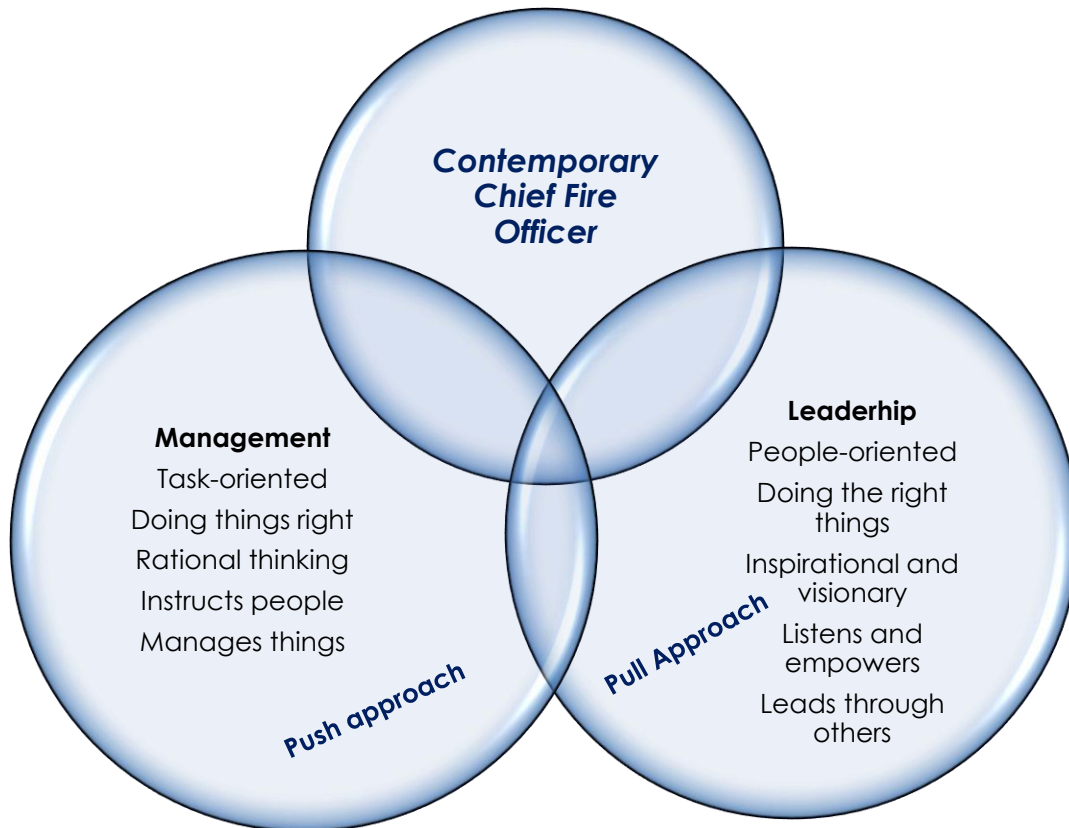 Contemporary
Chief Fire
Officer
Management
Task-oriented
Doing things right
Rational thinking
Instructs people
Manages things
Push approach
Leaderhip
People-oriented
Doing the right
things
Inspirational and
visionary
Listens and
empowers
Leads through
others
Pull Approach